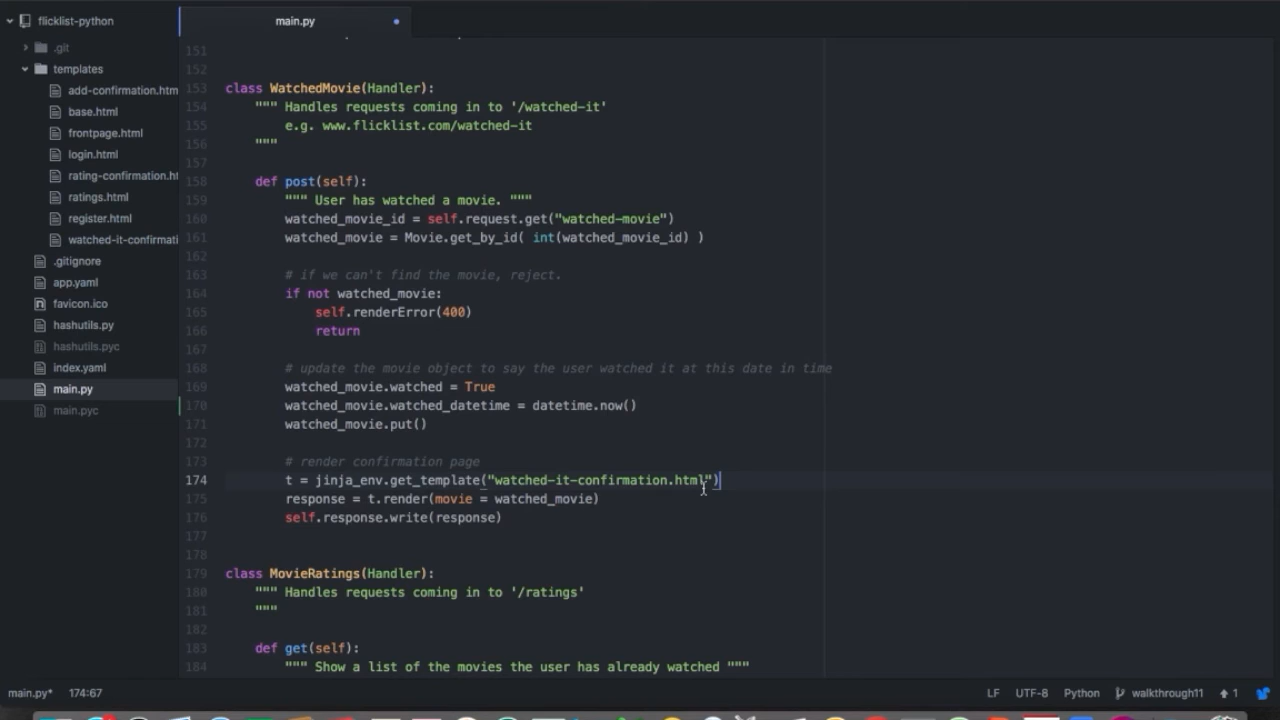 flicklist-python
main.py
.git
templates
add-confirmation.htm
base.html
frontpage.html
login.html
rating-confirmation.ht
ratings.html
register.html
watched-it-confirmati
.gitignore
app.yaml
favicon.ico
hashutils.py
hashutils.pyc
index.yaml
main.py
main.pyc
151
152
153 class WatchedMovie(Handler):
154 """ Handles requests coming in to '/watched-it'
155 e.g. www.flicklist.com/watched-it
156 """
157
158 def post(self):
159 """ User has watched a movie. """
160 watched_movie_id = self.request.get("watched-movie")
161 watched_movie = Movie.get_by_id( int(watched_movie_id) )
162
163 # if we can't find the movie, reject.
164 if not watched_movie:
165 self.renderError(400)
166 return
167
168 # update the movie object to say the user watched it at this date in time
169 watched_movie.watched = True
170 watched_movie.watched_datetime = datetime.now()
171 watched_movie.put()
172
173 # render confirmation page
174 t = jinja_env.get_template("watched-it-confirmation.html")
175 response = t.render(movie = watched_movie)
176 self.response.write(response)
177
178
179 class MovieRatings(Handler):
180 """ Handles requests coming in to '/ratings'
181 """
182
183 def get(self):
184 """ Show a list of the movies the user has already watched """
main.py* 174:67 LF UTF-8 Python walkthrough11 1